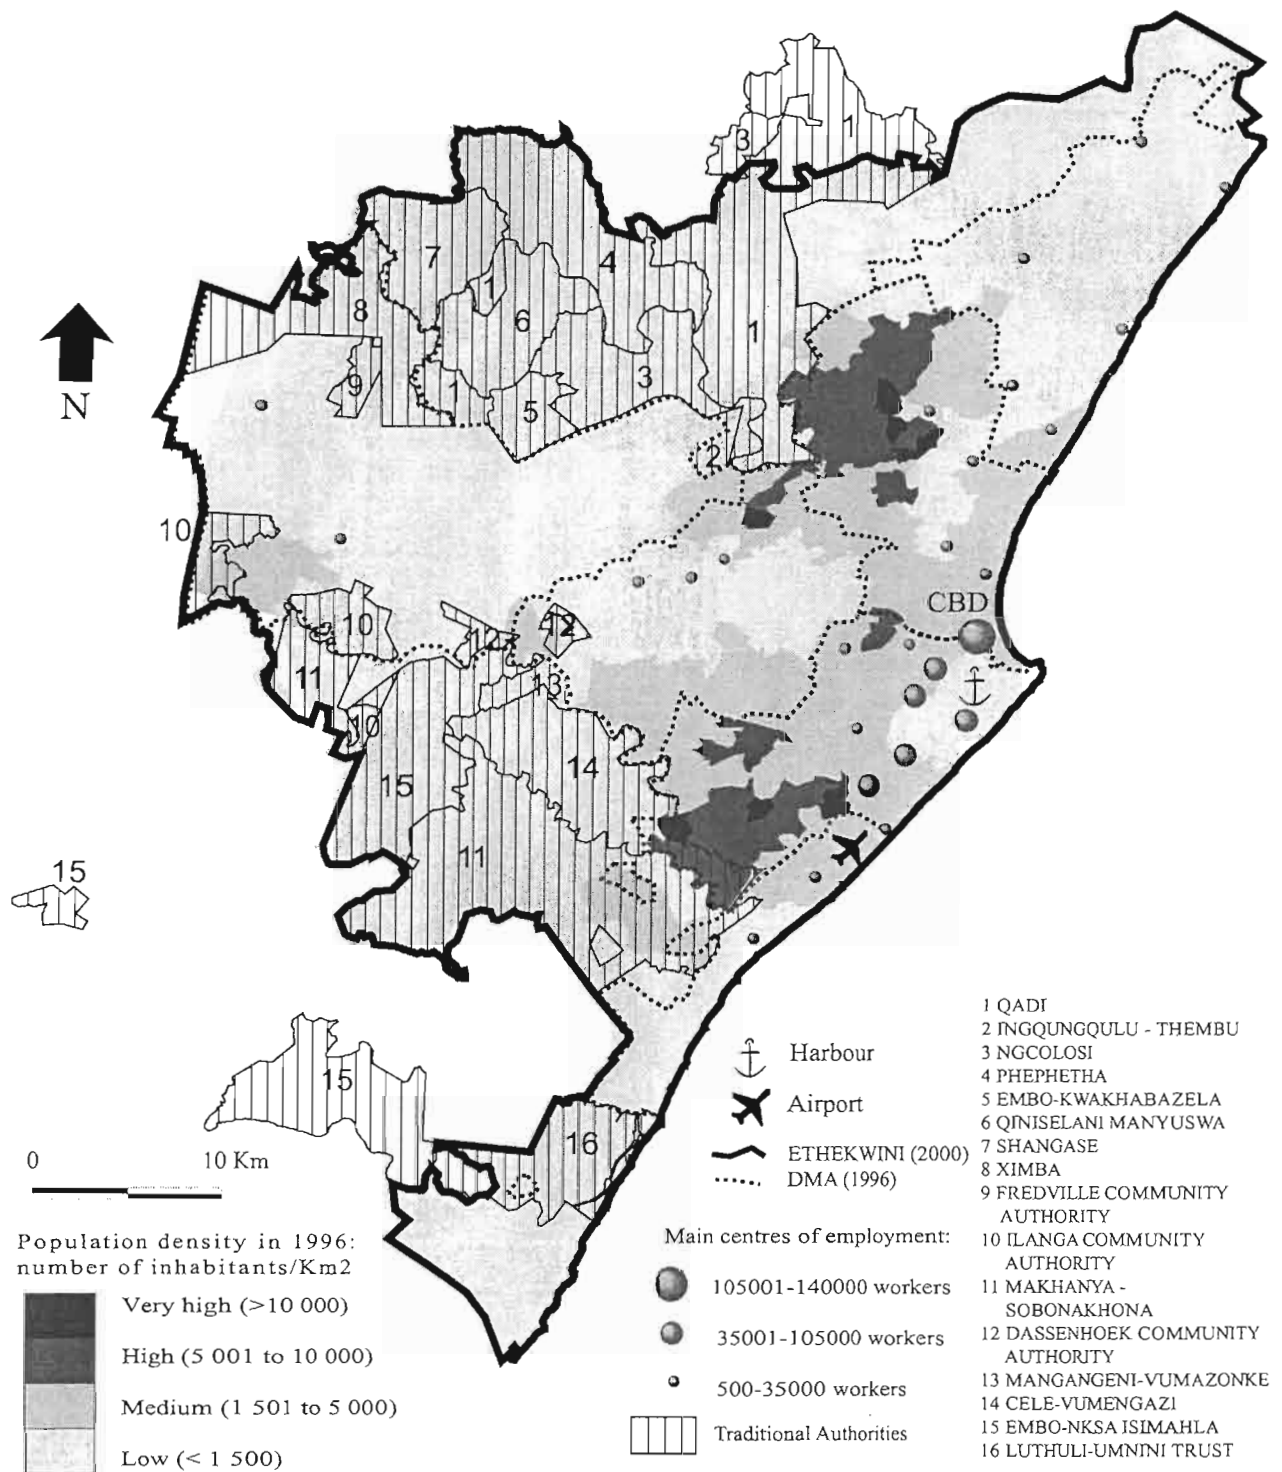 3
1
7
4
1
8
6
1
9
1
3
5
2
N
10
CBD
10
12
12
11
13
10
14
15
11
15
15
16
Harbour
Airport
ETHEKWINI (2000)
DMA (1996)
0 10 Km
Population density in 1996:
number of inhabitants/Km2
Very high (>10 000)
High (5 001 to 10 000)
Medium (1 501 to 5 000)
Low (< 1 500)
Main centres of employment:
105001-140000 workers
35001-105000 workers
500-35000 workers
Traditional Authorities
1 QADI
2 INGQUNGQULU - THEMBU
3 NGCOLOSI
4 PHEPHETHA
5 EMBO-KWAKHABAZELA
6 QINISELANI MANYUSWA
7 SHANGASE
8 XIMBA
9 FREDVILLE COMMUNITY
AUTHORITY
10 ILANGA COMMUNITY
AUTHORITY
11 MAKHANYA -
SOBONAKHONA
12 DASSENHOEK COMMUNITY
AUTHORITY
13 MANGANGENI-VUMAZONKE
14 CELE-VUMENGAZI
15 EMBO-NKSA ISIMAHLA
16 LUTHULI-UMNINI TRUST